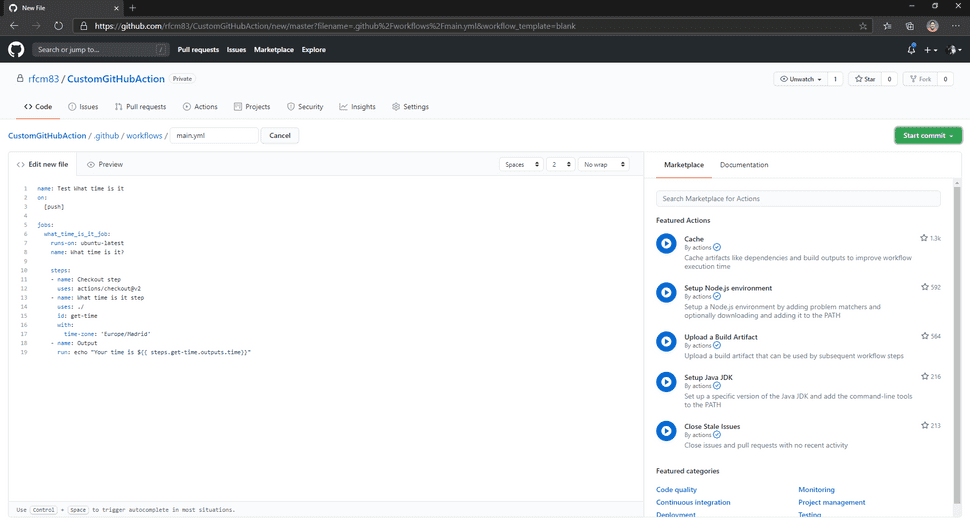 New File
https://github.com/rfcm83/CustomGitHubAction/new/master?filename=.github%2Fworkflows%2Fmain.yml&workflow_template=blank
Search or jump to... / Pull requests Issues Marketplace Explore
rfcm83 / CustomGitHubAction Private
Unwatch 1 Star 0 Fork 0
Code Issues Pull requests Actions Projects Security Insights Settings
CustomGitHubAction / .github / workflows / main.yml Cancel Start commit
Edit new file Preview Spaces 2 No wrap
1 name: Test What time is it
2 on:
3 [push]
4
5 jobs:
6 what_time_is_it_job:
7 runs-on: ubuntu-latest
8 name: What time is it?
9
10 steps:
11 - name: Checkout step
12 uses: actions/checkout@v2
13 - name: What time is it step
14 uses: ./
15 id: get-time
16 with:
17 time-zone: 'Europe/Madrid'
18 - name: Output
19 run: echo "Your time is ${{ steps.get-time.outputs.time}}"
Use Control + Space to trigger autocomplete in most situations.
Marketplace Documentation
Search Marketplace for Actions
Featured Actions
Cache 1.3k
By actions
Cache artifacts like dependencies and build outputs to improve workflow
execution time
Setup Node.js environment 592
By actions
Setup a Node.js environment by adding problem matchers and
optionally downloading and adding it to the PATH
Upload a Build Artifact 564
By actions
Upload a build artifact that can be used by subsequent workflow steps
Setup Java JDK 216
By actions
Set up a specific version of the Java JDK and add the command-line tools
to the PATH
Close Stale Issues 213
By actions
Close issues and pull requests with no recent activity
Featured categories
Code quality Monitoring
Continuous integration Project management
Deployment Testing